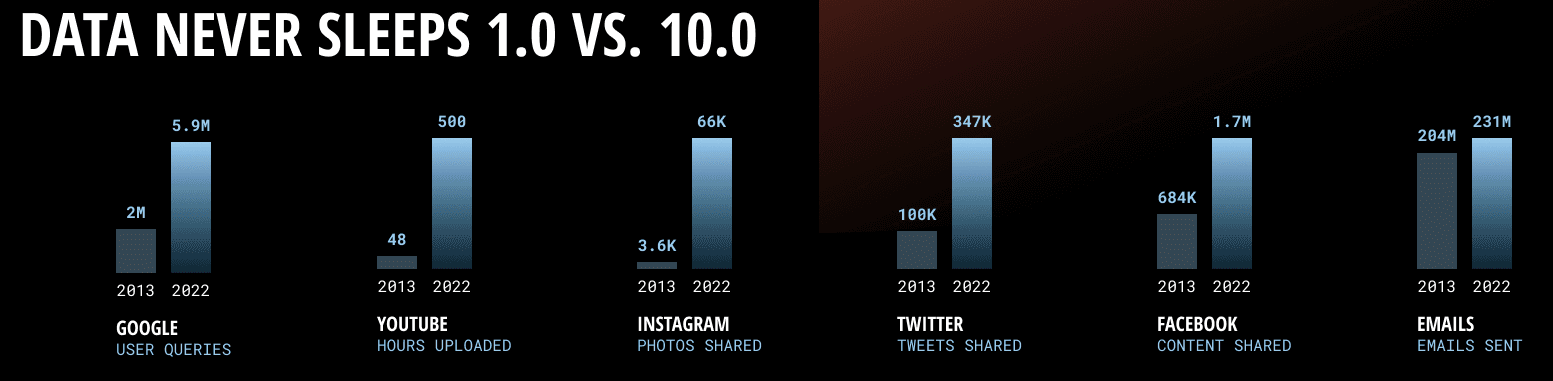 DATA NEVER SLEEPS 1.0 VS. 10.0
2M
5.9M
2013 2022
GOOGLE
USER QUERIES
48
500
2013 2022
YOUTUBE
HOURS UPLOADED
3.6K
66K
2013 2022
INSTAGRAM
PHOTOS SHARED
100K
347K
2013 2022
TWITTER
TWEETS SHARED
684K
1.7M
2013 2022
FACEBOOK
CONTENT SHARED
204M
231M
2013 2022
EMAILS
EMAILS SENT